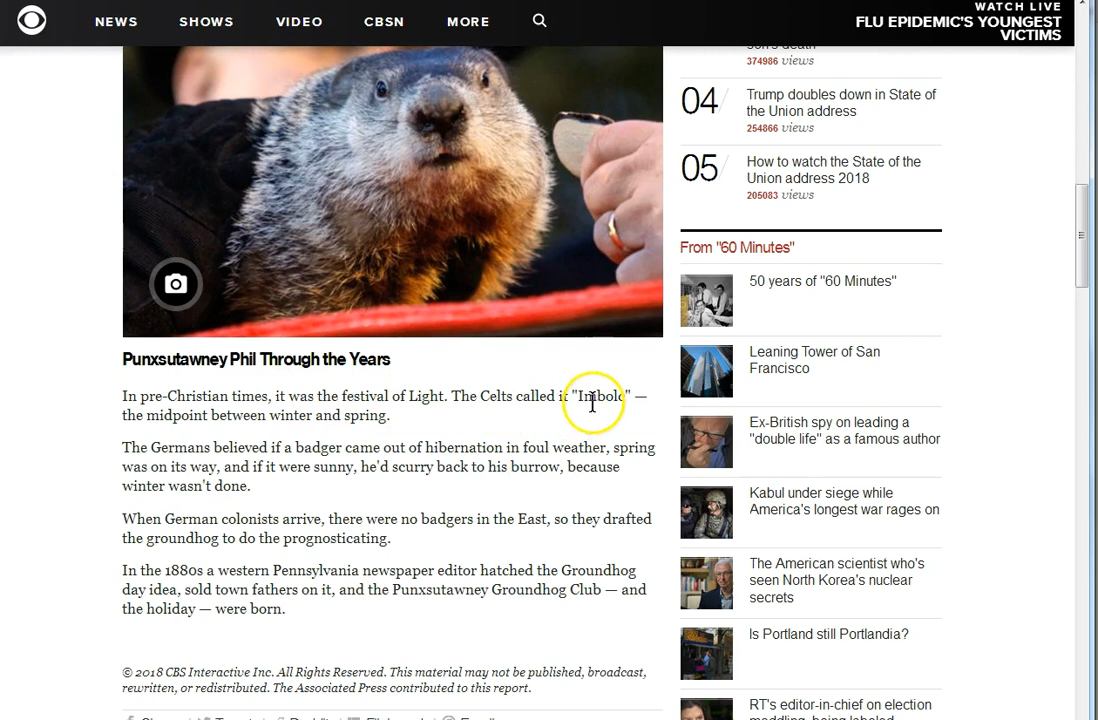 NEWS SHOWS VIDEO CBSN MORE
WATCH LIVE
FLU EPIDEMIC'S YOUNGEST
VICTIMS
Punxsutawney Phil Through the Years
In pre-Christian times, it was the festival of Light. The Celts called it "Imbolc" —
the midpoint between winter and spring.
The Germans believed if a badger came out of hibernation in foul weather, spring
was on its way, and if it were sunny, he'd scurry back to his burrow, because
winter wasn't done.
When German colonists arrive, there were no badgers in the East, so they drafted
the groundhog to do the prognosticating.
In the 1880s a western Pennsylvania newspaper editor hatched the Groundhog
day idea, sold town fathers on it, and the Punxsutawney Groundhog Club — and
the holiday — were born.
© 2018 CBS Interactive Inc. All Rights Reserved. This material may not be published, broadcast,
rewritten, or redistributed. The Associated Press contributed to this report.
son's death
374986 views
04
Trump doubles down in State of
the Union address
254866 views
05
How to watch the State of the
Union address 2018
205083 views
From "60 Minutes"
50 years of "60 Minutes"
Leaning Tower of San
Francisco
Ex-British spy on leading a
"double life" as a famous author
Kabul under siege while
America's longest war rages on
The American scientist who's
seen North Korea's nuclear
secrets
Is Portland still Portlandia?
RT's editor-in-chief on election
meddling, being labeled